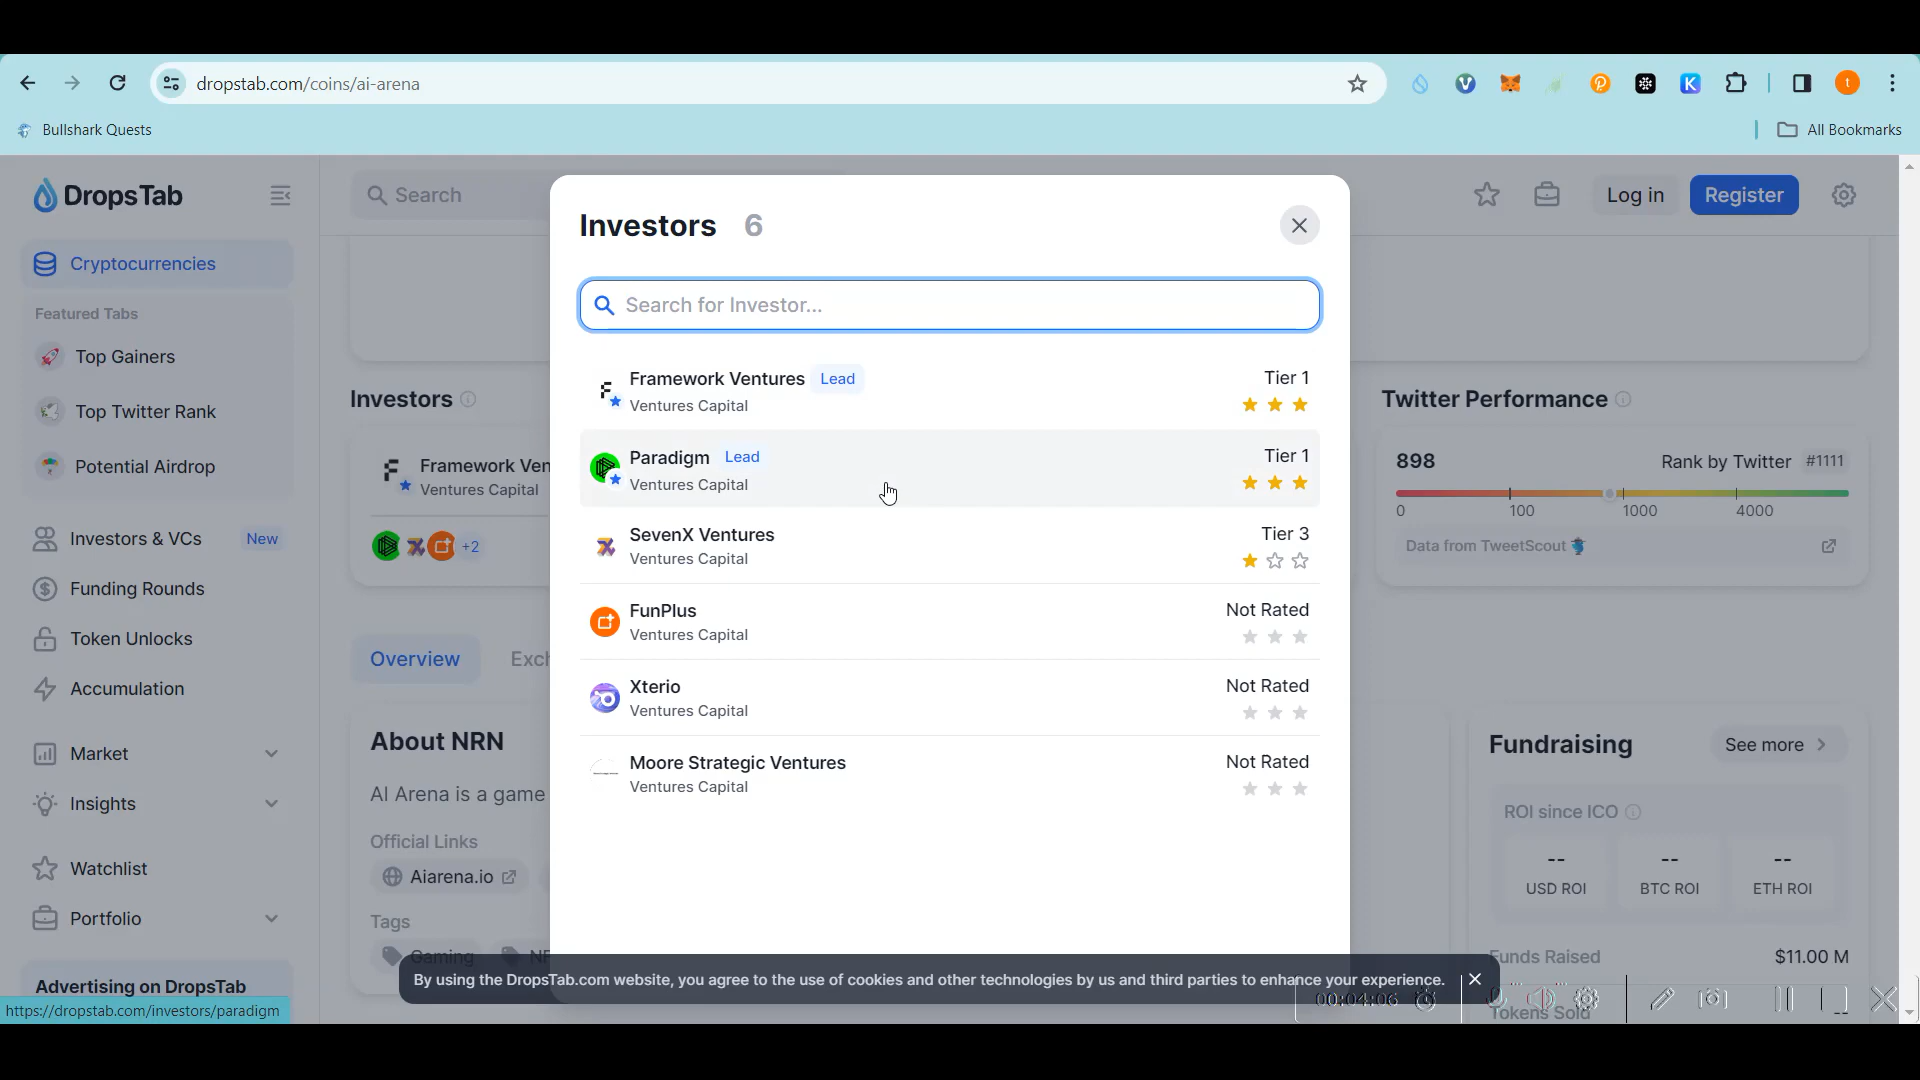 dropstab.com/coins/ai-arena
Bullshark Quests
All Bookmarks
DropsTab
Search
Log in
Register
Investors 6
Search for Investor...
Cryptocurrencies
Featured Tabs
Top Gainers
Top Twitter Rank
Potential Airdrop
Investors & VCs New
Funding Rounds
Token Unlocks
Accumulation
Market
Insights
Watchlist
Portfolio
Advertising on DropsTab
https://dropstab.com/investors/paradigm
Investors
Framework Ven
Ventures Capital
+2
Overview Exch
About NRN
AI Arena is a game
Official Links
Aiarena.io
Tags
Gaming
Framework Ventures Lead Tier 1
Ventures Capital
Paradigm Lead Tier 1
Ventures Capital
SevenX Ventures Tier 3
Ventures Capital
FunPlus Not Rated
Ventures Capital
Xterio Not Rated
Ventures Capital
Moore Strategic Ventures Not Rated
Ventures Capital
Twitter Performance
898 Rank by Twitter #1111
0 100 1000 4000
Data from TweetScout
Fundraising See more
ROI since ICO
-- -- --
USD ROI BTC ROI ETH ROI
Funds Raised $11.00 M
Tokens Sold
By using the DropsTab.com website, you agree to the use of cookies and other technologies by us and third parties to enhance your experience.
00:04:06